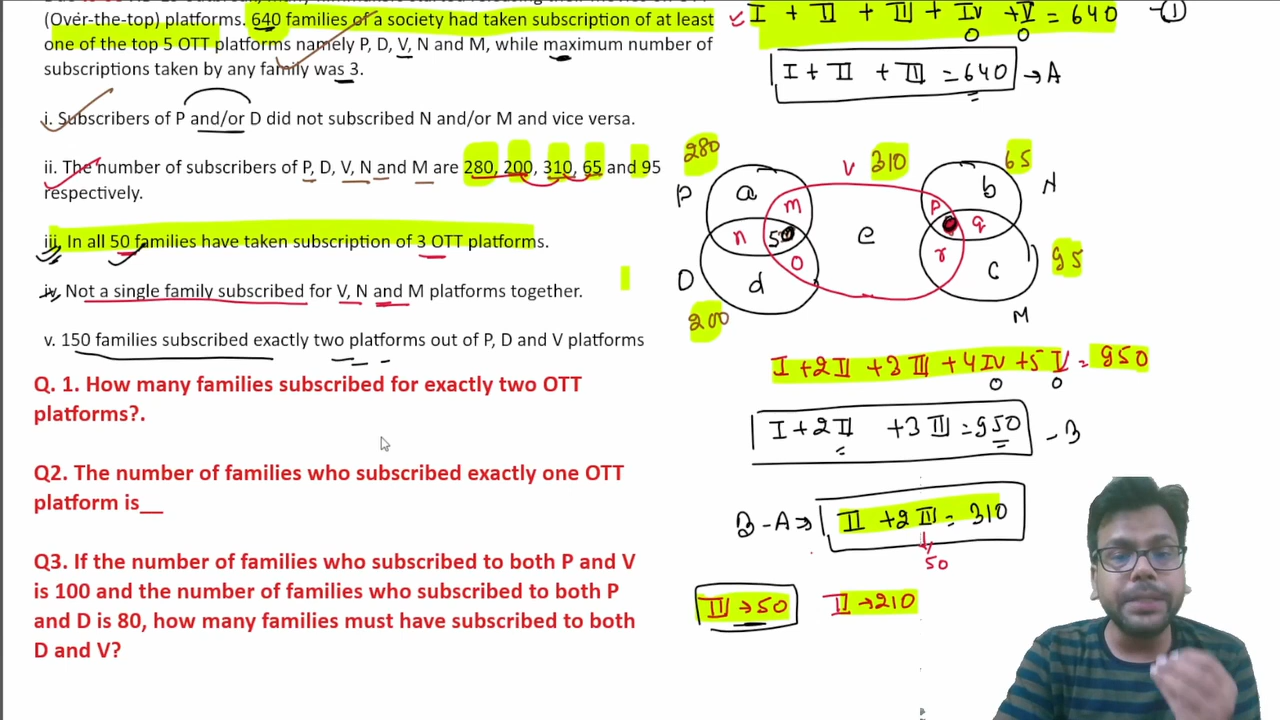 (Over-the-top) platforms. 640 families of a society had taken subscription of at least
one of the top 5 OTT platforms namely P, D, V, N and M, while maximum number of
subscriptions taken by any family was 3.
i. Subscribers of P and/or D did not subscribed N and/or M and vice versa.
ii. The number of subscribers of P, D, V, N and M are 280, 200, 310, 65 and 95
respectively.
iii. In all 50 families have taken subscription of 3 OTT platforms.
iv. Not a single family subscribed for V, N and M platforms together.
v. 150 families subscribed exactly two platforms out of P, D and V platforms
Q. 1. How many families subscribed for exactly two OTT
platforms?.
Q2. The number of families who subscribed exactly one OTT
platform is__
Q3. If the number of families who subscribed to both P and V
is 100 and the number of families who subscribed to both P
and D is 80, how many families must have subscribed to both
D and V?
I + II + III + IV + V = 640 - 1
0 0
I + II + III = 640 → A
280 V 310 65
P a m p b N
n 50 e 0 q
D d o r c 95
200 M
I + 2II + 3III + 4IV + 5V = 950
0 0
I + 2II + 3III = 950 - B
B - A ⇒ II + 2III = 310
50
III → 50 II → 210